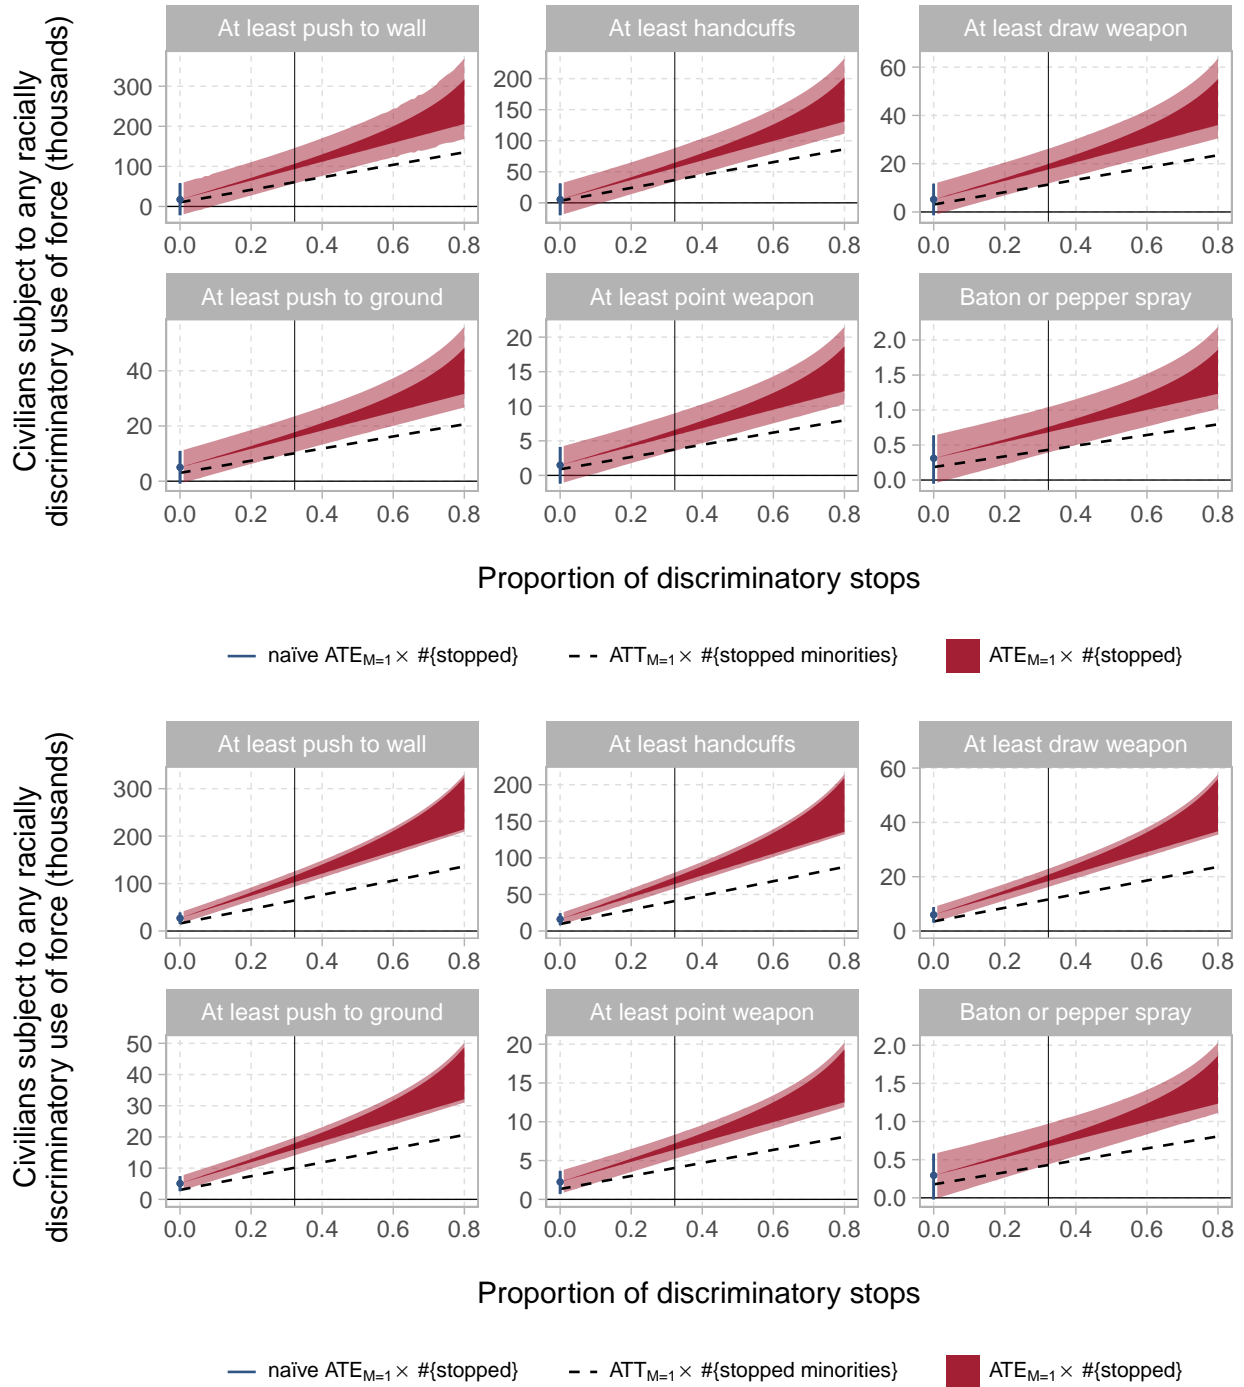 Civilians subject to any racially
discriminatory use of force (thousands)
At least push to wall
At least handcuffs
At least draw weapon
300
200
100
0
0.0 0.2 0.4 0.6 0.8
200
150
100
50
0
0.0 0.2 0.4 0.6 0.8
60
40
20
0
0.0 0.2 0.4 0.6 0.8
At least push to ground
At least point weapon
Baton or pepper spray
40
20
0
0.0 0.2 0.4 0.6 0.8
20
15
10
5
0
0.0 0.2 0.4 0.6 0.8
2.0
1.5
1.0
0.5
0.0
0.0 0.2 0.4 0.6 0.8
Proportion of discriminatory stops
naïve ATE_{M=1} × #{stopped}
ATT_{M=1} × #{stopped minorities}
ATE_{M=1} × #{stopped}
Civilians subject to any racially
discriminatory use of force (thousands)
At least push to wall
At least handcuffs
At least draw weapon
300
200
100
0
0.0 0.2 0.4 0.6 0.8
200
150
100
50
0
0.0 0.2 0.4 0.6 0.8
60
40
20
0
0.0 0.2 0.4 0.6 0.8
At least push to ground
At least point weapon
Baton or pepper spray
50
40
30
20
10
0
0.0 0.2 0.4 0.6 0.8
20
15
10
5
0
0.0 0.2 0.4 0.6 0.8
2.0
1.5
1.0
0.5
0.0
0.0 0.2 0.4 0.6 0.8
Proportion of discriminatory stops
naïve ATE_{M=1} × #{stopped}
ATT_{M=1} × #{stopped minorities}
ATE_{M=1} × #{stopped}